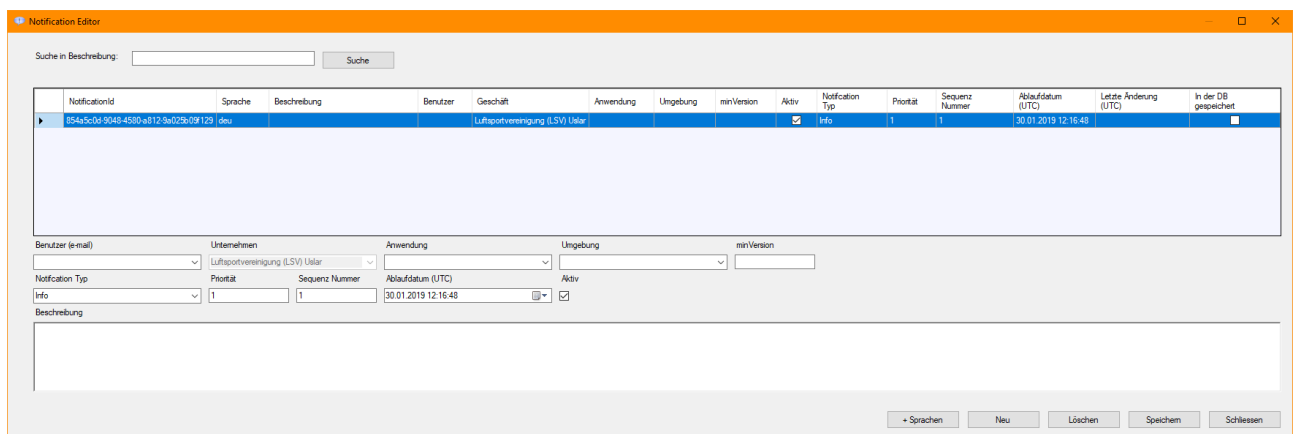 Notification Editor
Suche in Beschreibung:
Suche
NotificationId Sprache Beschreibung Benutzer Geschäft Anwendung Umgebung minVersion Aktiv Notifcation Typ Priorität Sequenz Nummer Ablaufdatum (UTC) Letzte Änderung (UTC) In der DB gespeichert
854a5c0d-9048-4580-a812-9a025b09f129 deu Luftsportvereinigung (LSV) Uslar Info 1 1 30.01.2019 12:16:48
Benutzer (e-mail) Unternehmen Anwendung Umgebung minVersion
Luftsportvereinigung (LSV) Uslar
Notifcation Typ Priorität Sequenz Nummer Ablaufdatum (UTC) Aktiv
Info 1 1 30.01.2019 12:16:48
Beschreibung
+ Sprachen Neu Löschen Speichern Schliessen